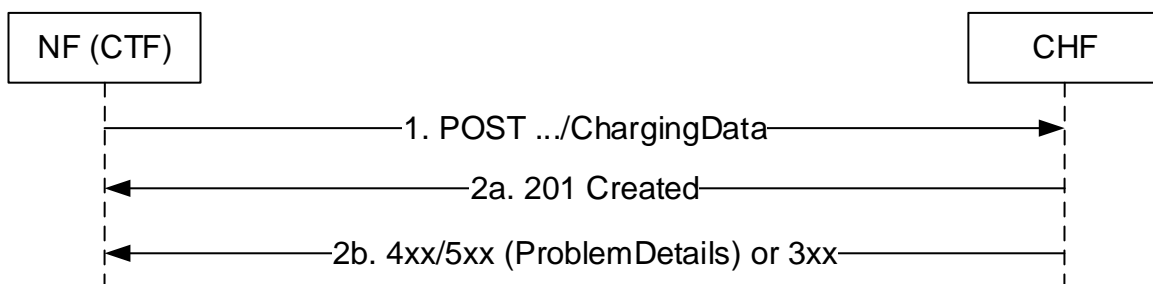 NF (CTF)
CHF
1. POST .../ChargingData
2a. 201 Created
2b. 4xx/5xx (ProblemDetails) or 3xx